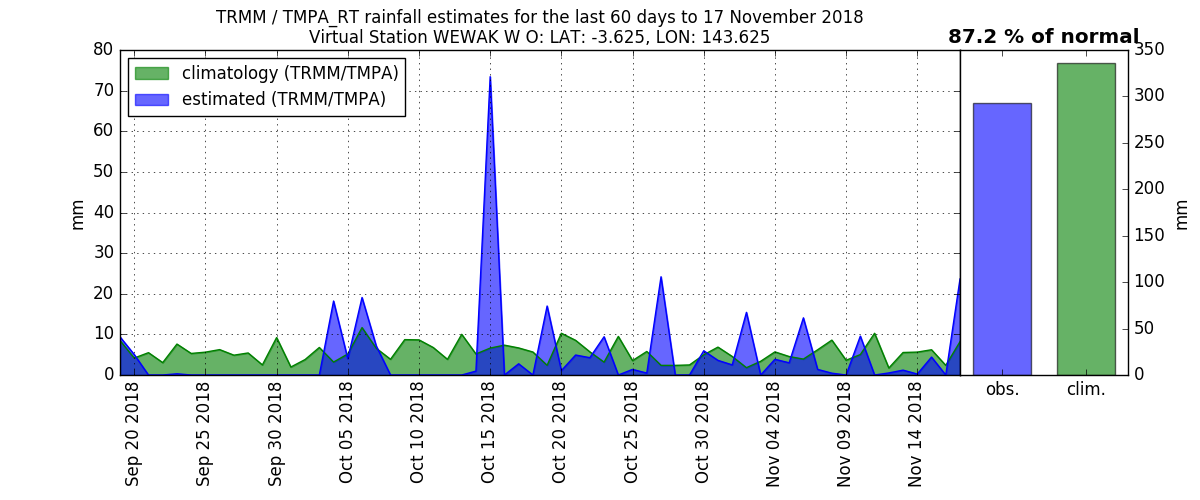 TRMM / TMPA_RT rainfall estimates for the last 60 days to 17 November 2018
Virtual Station WEWAK W O: LAT: -3.625, LON: 143.625
87.2 % of normal
climatology (TRMM/TMPA)
estimated (TRMM/TMPA)
80
70
60
50
40
30
20
10
0
mm
Sep 20 2018
Sep 25 2018
Sep 30 2018
Oct 05 2018
Oct 10 2018
Oct 15 2018
Oct 20 2018
Oct 25 2018
Oct 30 2018
Nov 04 2018
Nov 09 2018
Nov 14 2018
obs.
clim.
350
300
250
200
150
100
50
0
mm